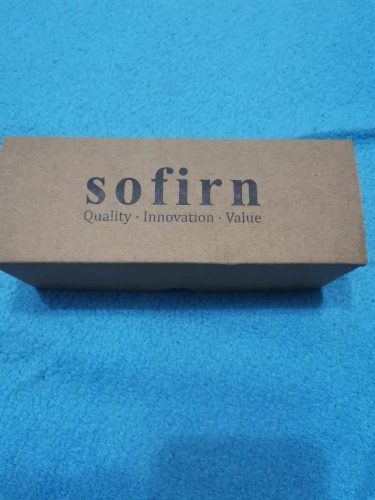 sofirn
Quality · Innovation · Value